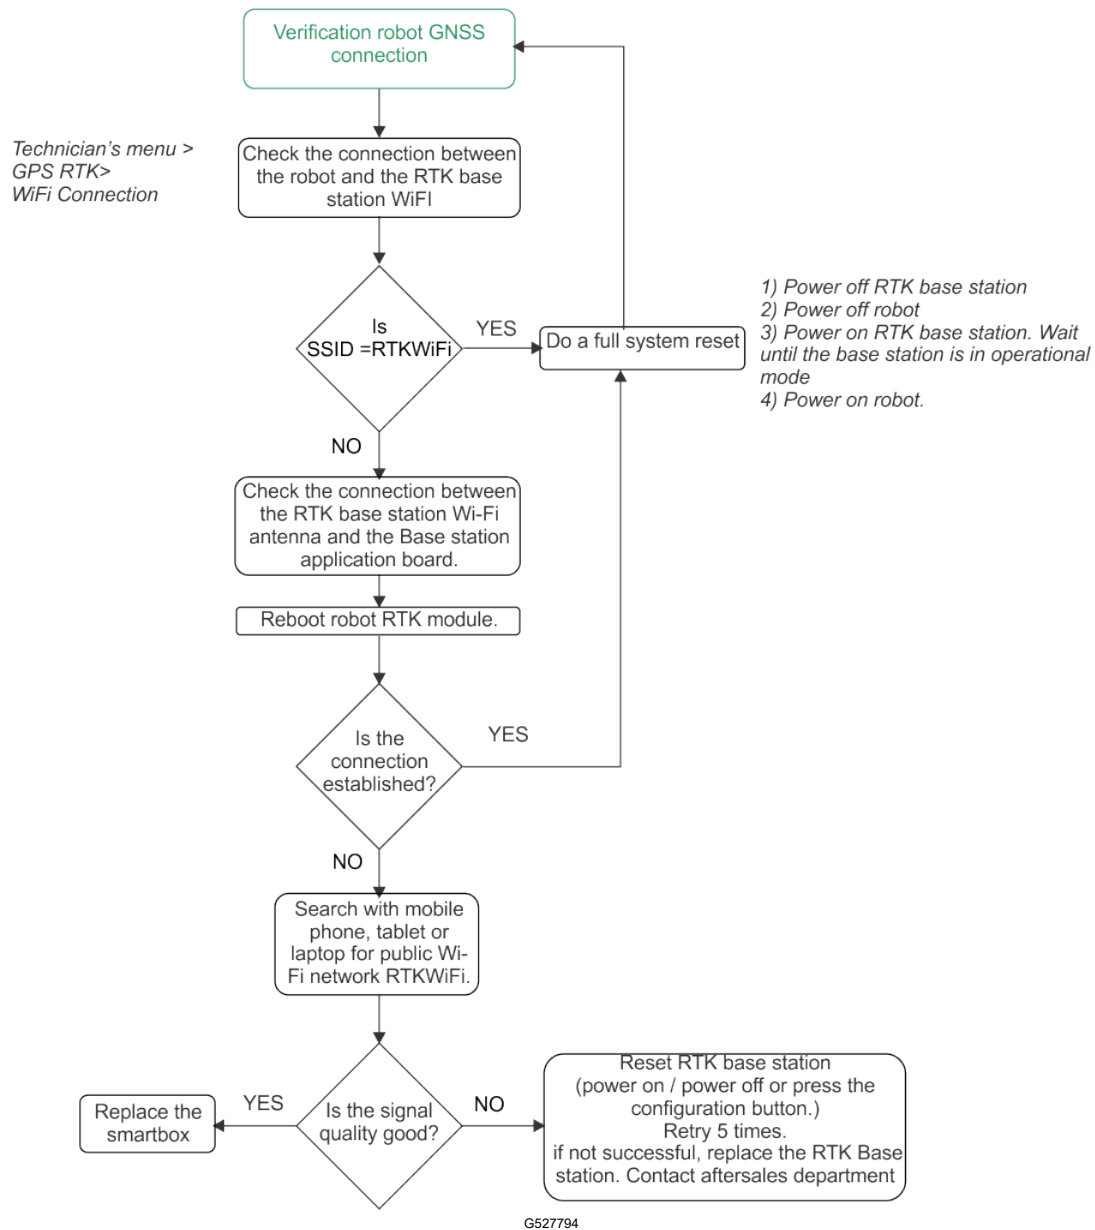 Verification robot GNSS
connection
Technician's menu >
GPS RTK>
WiFi Connection
Check the connection between
the robot and the RTK base
station WiFI
Is
SSID =RTKWiFi
YES
Do a full system reset
1) Power off RTK base station
2) Power off robot
3) Power on RTK base station. Wait
until the base station is in operational
mode
4) Power on robot.
NO
Check the connection between
the RTK base station Wi-Fi
antenna and the Base station
application board.
Reboot robot RTK module.
Is the
connection
established?
YES
NO
Search with mobile
phone, tablet or
laptop for public Wi-
Fi network RTKWiFi.
Is the signal
quality good?
YES
Replace the
smartbox
NO
Reset RTK base station
(power on / power off or press the
configuration button.)
Retry 5 times.
if not successful, replace the RTK Base
station. Contact aftersales department
G527794